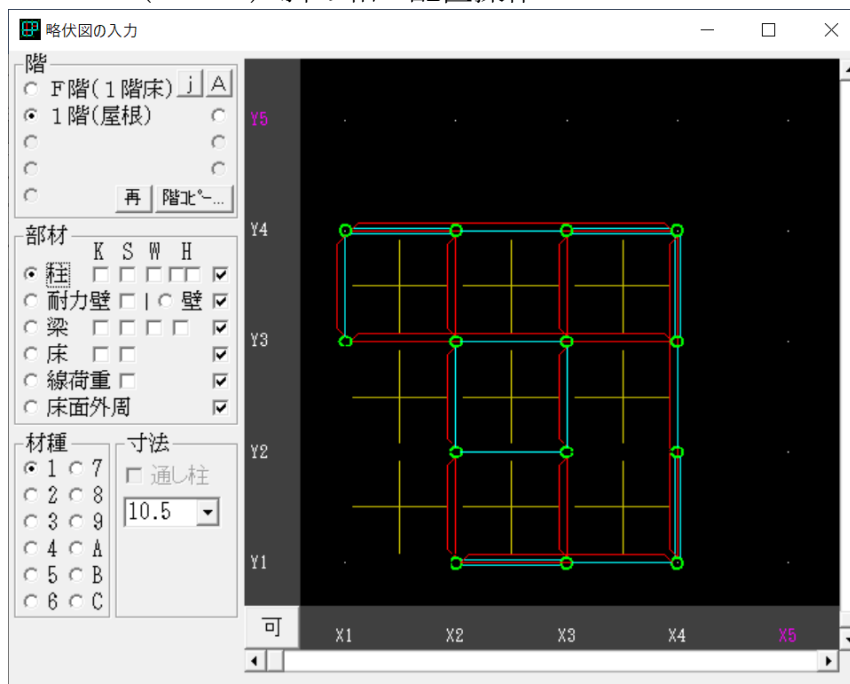 略伏図の入力
階
F階(1階床) j A
1階(屋根)
再 階ｺﾋﾟｰ...
部材
K S W H
柱
耐力壁 | 壁
梁
床
線荷重
床面外周
材種
1 7
2 8
3 9
4 A
5 B
6 C
寸法
通し柱
10.5
Y5
Y4
Y3
Y2
Y1
可
X1 X2 X3 X4 X5